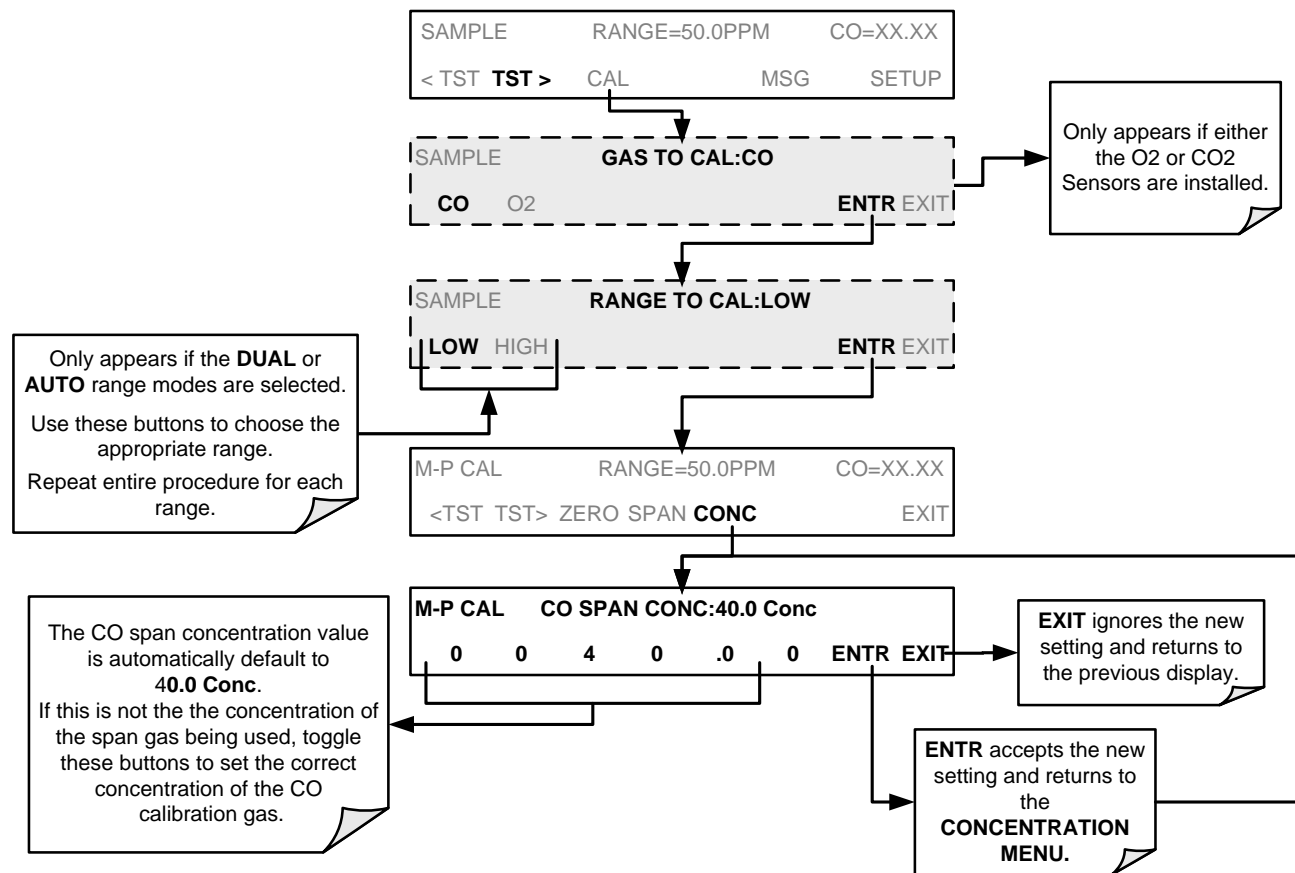 SAMPLE RANGE=50.0PPM CO=XX.XX
< TST TST > CAL MSG SETUP
SAMPLE GAS TO CAL:CO
CO O2 ENTR EXIT
Only appears if either
the O2 or CO2
Sensors are installed.
SAMPLE RANGE TO CAL:LOW
LOW HIGH ENTR EXIT
Only appears if the DUAL or
AUTO range modes are selected.
Use these buttons to choose the
appropriate range.
Repeat entire procedure for each
range.
M-P CAL RANGE=50.0PPM CO=XX.XX
<TST TST> ZERO SPAN CONC EXIT
M-P CAL CO SPAN CONC:40.0 Conc
0 0 4 0 .0 0 ENTR EXIT
The CO span concentration value
is automatically default to
40.0 Conc.
If this is not the the concentration of
the span gas being used, toggle
these buttons to set the correct
concentration of the CO
calibration gas.
EXIT ignores the new
setting and returns to
the previous display.
ENTR accepts the new
setting and returns to
the
CONCENTRATION
MENU.